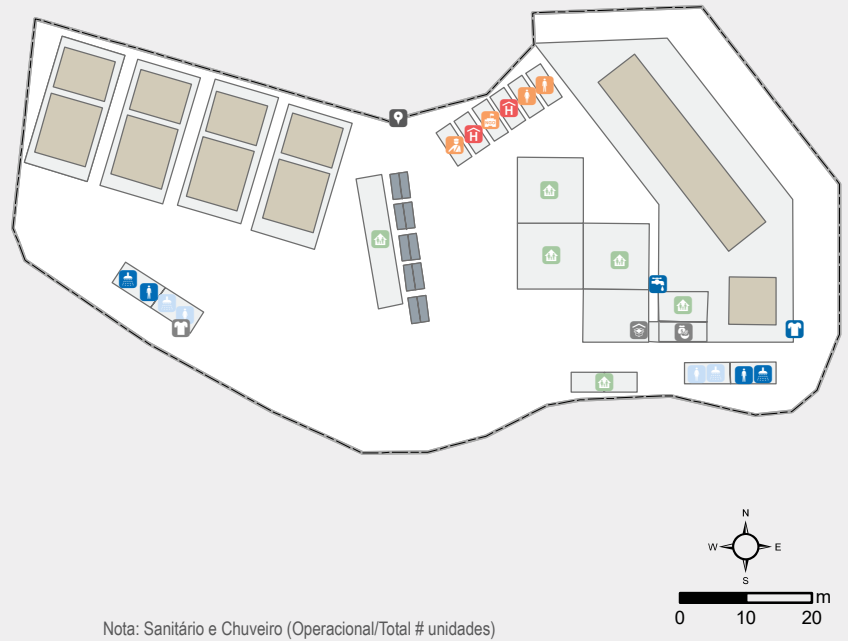 H
H
N
W E
S
m
0 10 20
Nota: Sanitário e Chuveiro (Operacional/Total # unidades)